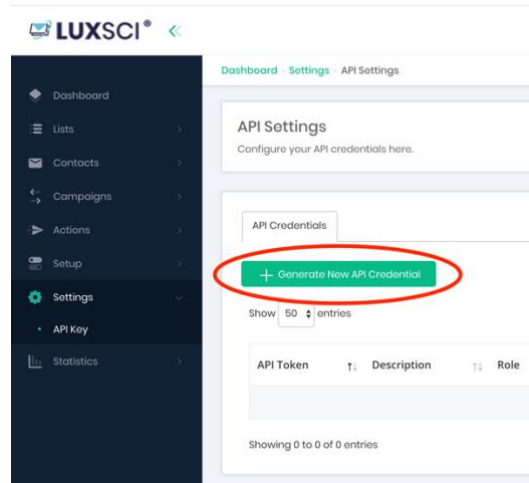 LUXSCI®
Dashboard - Settings - API Settings
Dashboard
Lists
Contacts
Campaigns
Actions
Setup
Settings
API Key
Statistics
API Settings
Configure your API credentials here.
API Credentials
+ Generate New API Credential
Show 50 entries
API Token Description Role
Showing 0 to 0 of 0 entries